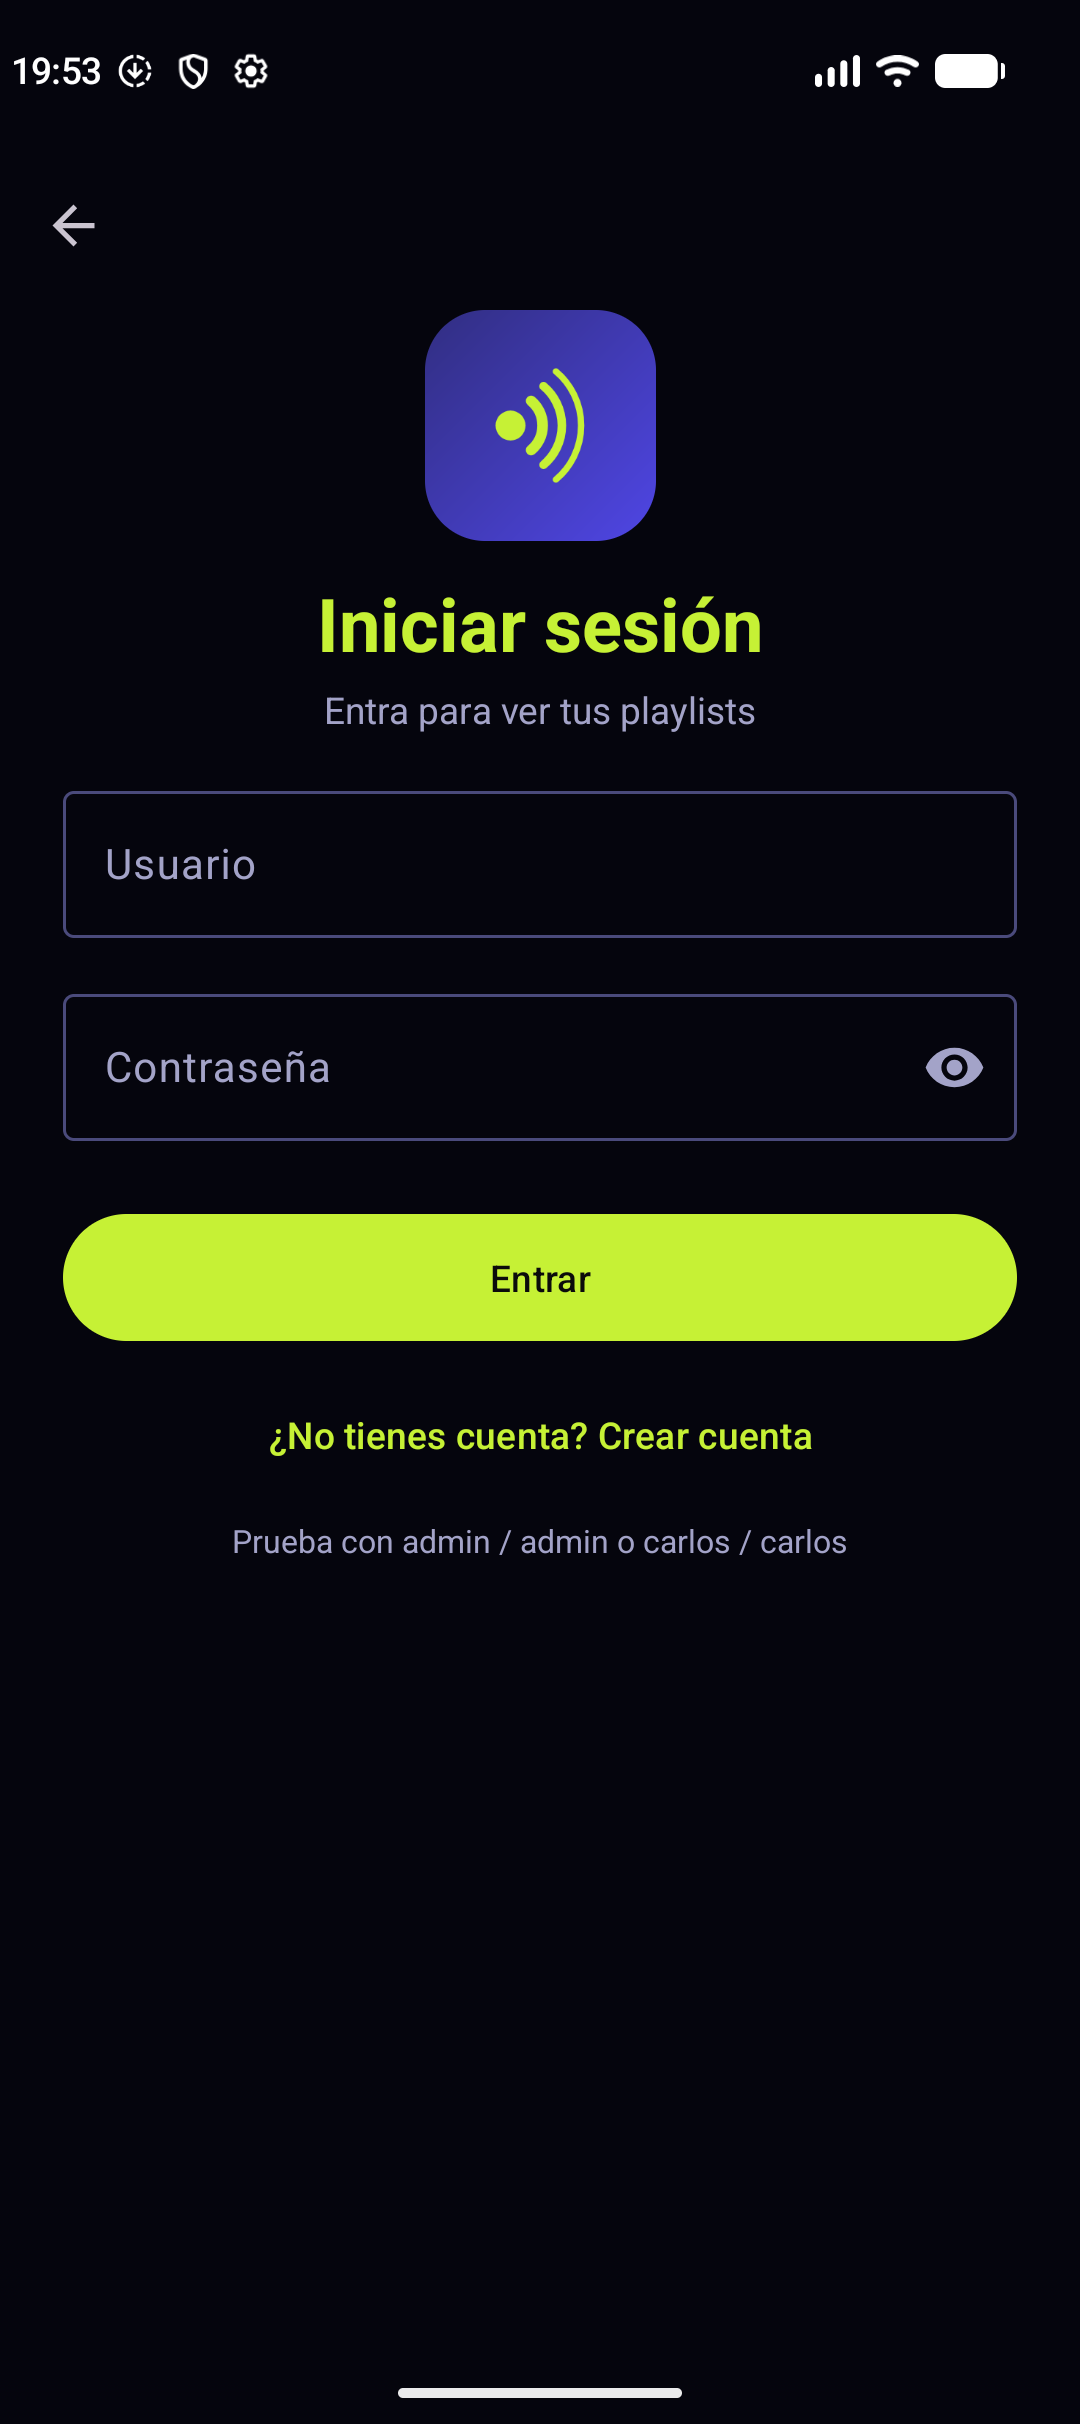 19:53
Iniciar sesión
Entra para ver tus playlists
Usuario
Contraseña
Entrar
¿No tienes cuenta? Crear cuenta
Prueba con admin / admin o carlos / carlos